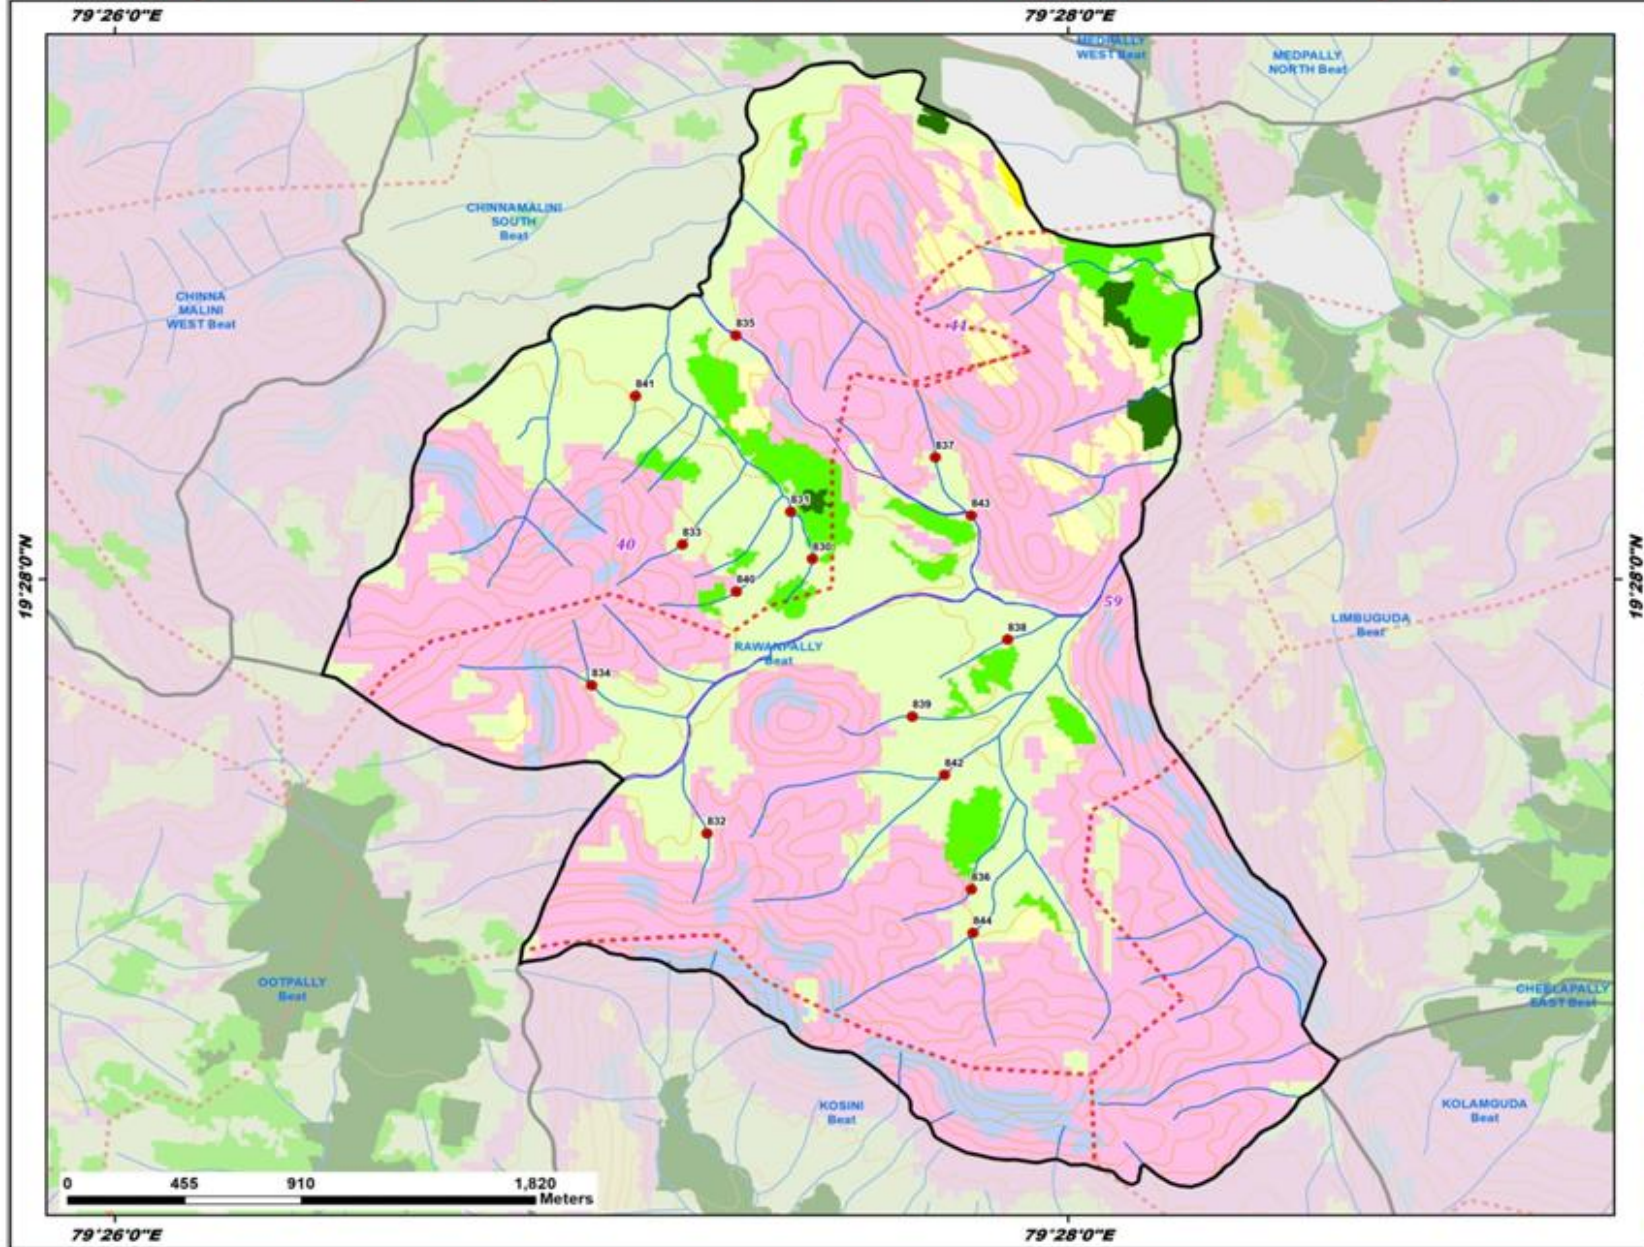 79°26'0"E
79°28'0"E
MEDPALLY
WEST Beat
MEDPALLY
NORTH Beat
CHINNAMALINI
SOUTH
Beat
CHINNA
MALINI
WEST Beat
835
41
841
837
831
843
833
40
830
19°28'0"N
19°28'0"N
840
59
838
LIMBUGUDA
Beat
RAWANPALLY
Beat
834
839
842
832
836
844
OOTPALLY
Beat
CHEELAPALLY
EAST Beat
KOSINI
Beat
KOLAMGUDA
Beat
0 455 910 1,820
Meters
79°26'0"E
79°28'0"E